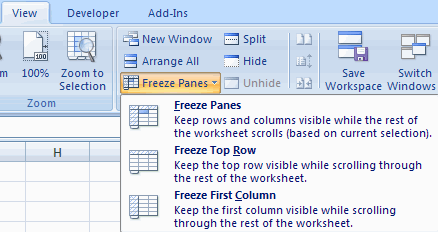 View Developer Add-Ins
New Window Split
Arrange All Hide
Freeze Panes Unhide
100% Zoom to Selection
Save Workspace
Switch Windows
Zoom
H
Freeze Panes
Keep rows and columns visible while the rest of
the worksheet scrolls (based on current selection).
Freeze Top Row
Keep the top row visible while scrolling through
the rest of the worksheet.
Freeze First Column
Keep the first column visible while scrolling
through the rest of the worksheet.